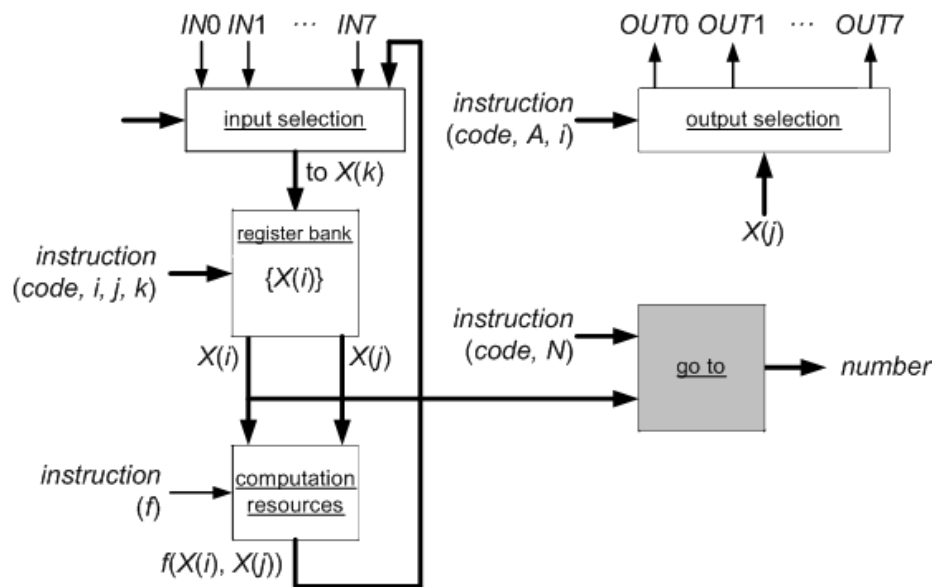 IN0 IN1 ... IN7
input selection
to X(k)
register bank
{X(i)}
instruction
(code, i, j, k)
X(i) X(j)
computation
resources
instruction
(f)
f(X(i), X(j))
OUT0 OUT1 ... OUT7
instruction
(code, A, i)
output selection
X(j)
instruction
(code, N)
go to
number